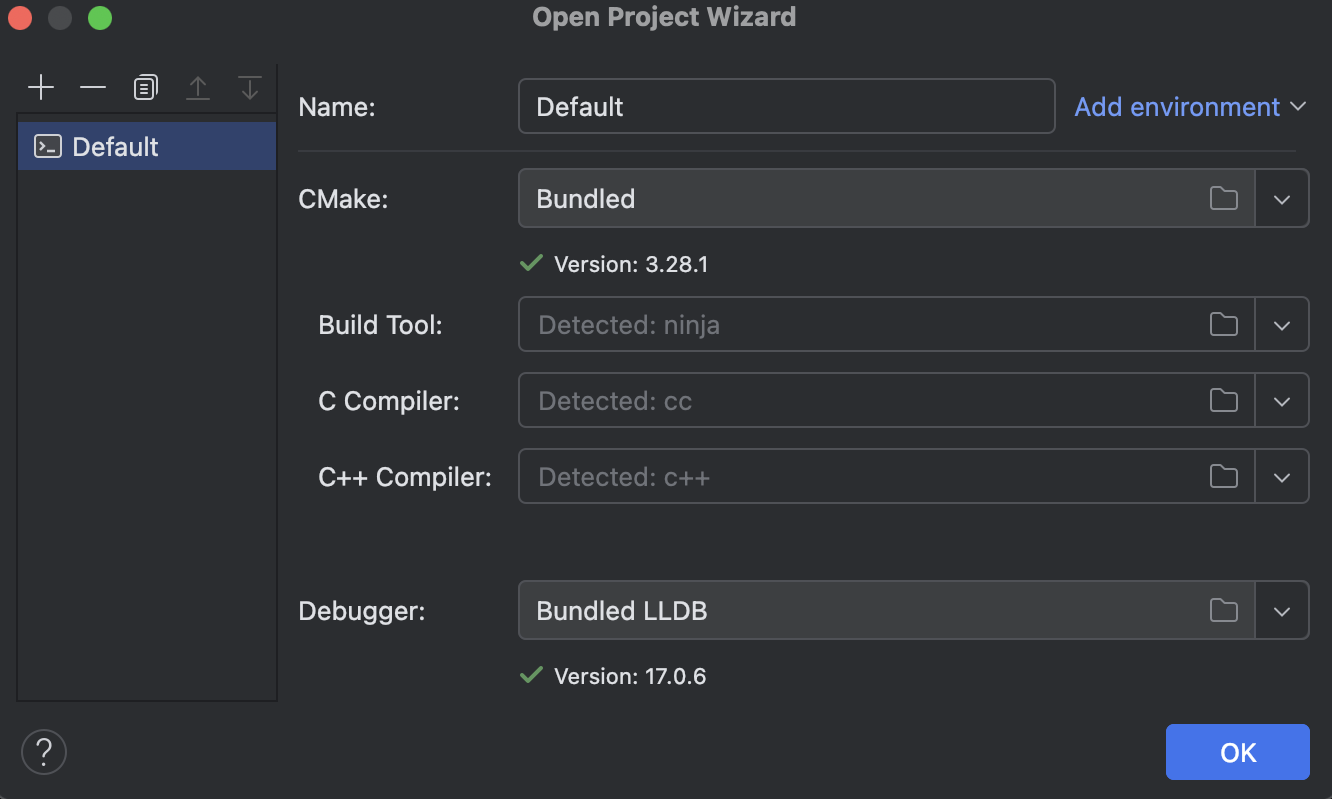 Open Project Wizard
Default
Name: Default Add environment
CMake: Bundled
Version: 3.28.1
Build Tool: Detected: ninja
C Compiler: Detected: cc
C++ Compiler: Detected: c++
Debugger: Bundled LLDB
Version: 17.0.6
?
OK